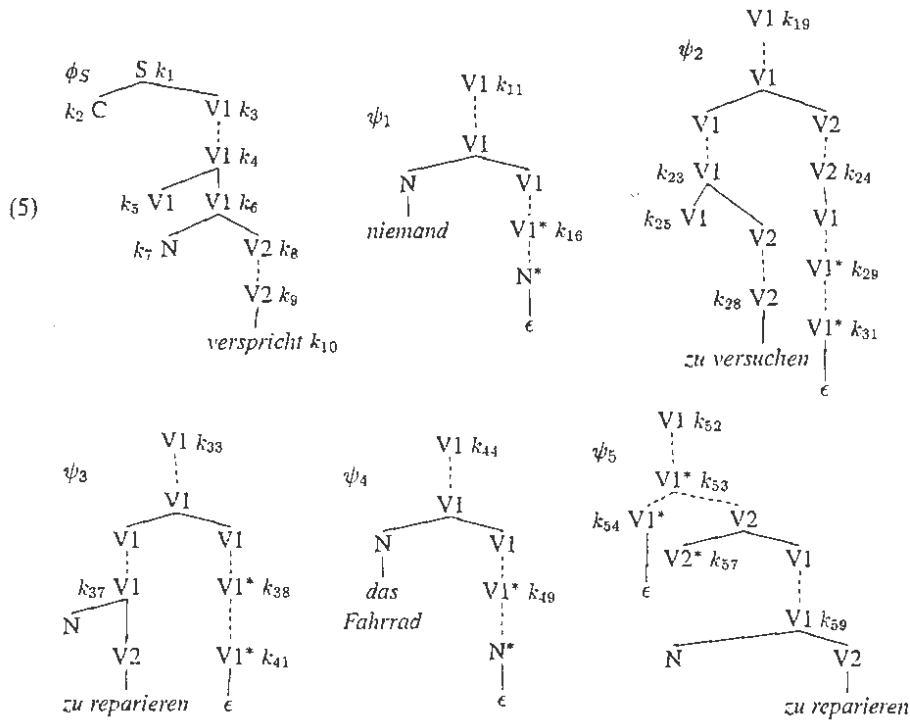 (5)
ϕS
S k1
k2 C
V1 k3
V1 k4
k5 V1
V1 k6
k7 N
V2 k8
V2 k9
verspricht k10
ψ1
V1 k11
V1
N
V1
niemand
V1* k16
N*
ϵ
ψ2
V1 k19
V1
V1
V2
k23 V1
V2 k24
k25 V1
V2
V1
k28 V2
V1* k29
zu versuchen
V1* k31
ϵ
ψ3
V1 k33
V1
V1
V1
k37 V1
V1* k38
N
V2
V1* k41
zu reparieren
ϵ
ψ4
V1 k44
V1
N
V1
das
Fahrrad
V1* k49
N*
ϵ
ψ5
V1 k52
V1* k53
k54 V1*
V2
V2* k57
V1
ϵ
V1 k59
N
V2
zu reparieren